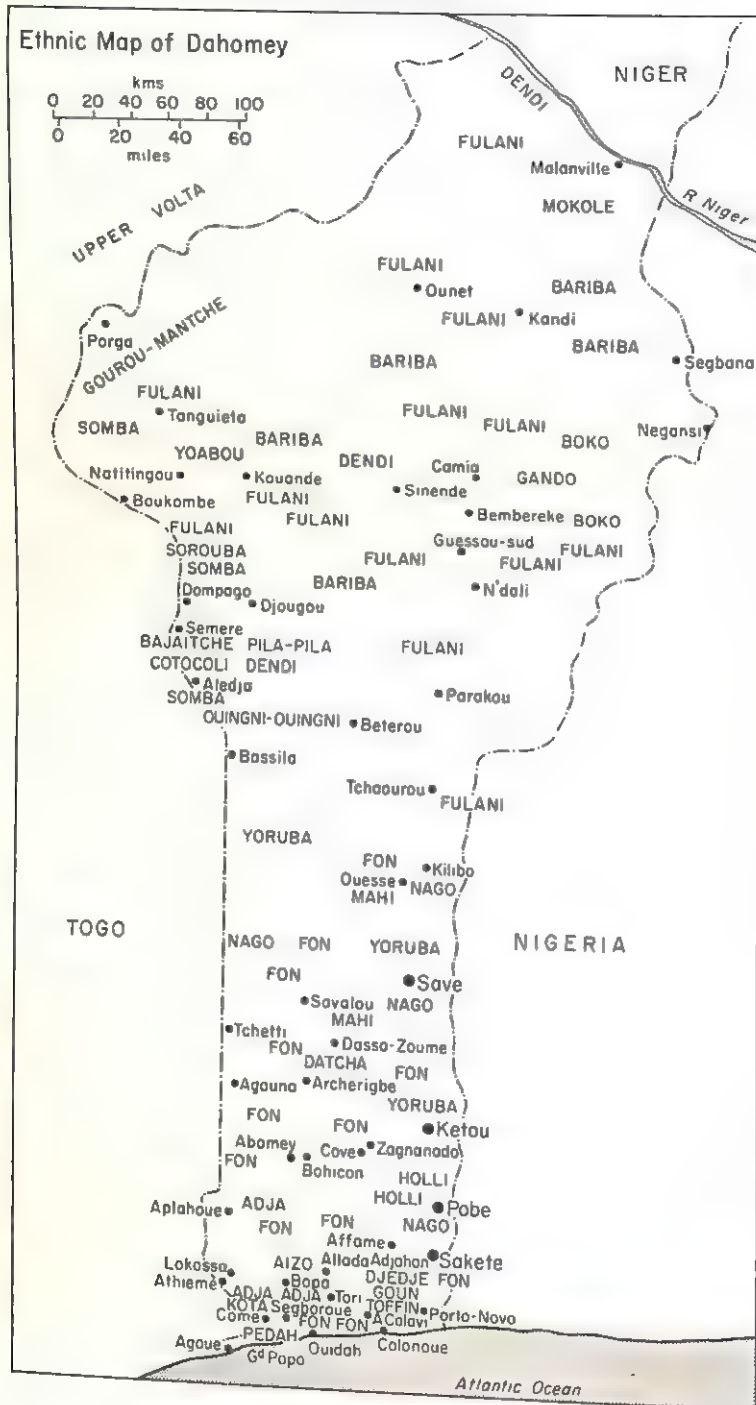 Ethnic Map of Dahomey
kms
0 20 40 60 80 100
0 20 40 60
miles
NIGER
DENDI
FULANI
Malanville
R Niger
MOKOLE
UPPER VOLTA
FULANI
Ounet
BARIBA
FULANI Kandi
Porga
GOUROU-MANTCHE
BARIBA
BARIBA
Segbana
FULANI
Tanguieta
FULANI
FULANI
SOMBA
BARIBA
BOKO
Negansi
YOABOU
DENDI
Camia
GANDO
Natitingou
Kouande
Sinende
Boukombe
FULANI
FULANI
Bembereke
BOKO
FULANI
SOROUBA
SOMBA
FULANI
Guessou-sud
FULANI
FULANI
BARIBA
N'dali
Dompago
Djougou
Semere
BAJAITCHE PILA-PILA
FULANI
COTOCOLI DENDI
Aledja
SOMBA
Parakou
OUINGNI-OUINGNI
Beterou
Bassila
Tchaourou
FULANI
YORUBA
FON
Kilibo
Ouesse
NAGO
MAHI
TOGO
NAGO FON YORUBA
NIGERIA
FON
Save
Savalou
NAGO
MAHI
Tchetti
FON
Dassa-Zoume
DATCHA
FON
Agouna
Archerigbe
YORUBA
FON
FON
Ketou
Abomey
Cove
Zagnanado
FON
Bohicon
HOLLI
HOLLI
Aplahoue
ADJA
Pobe
FON
FON
NAGO
Affame
Sakete
Lokossa
AIZO
Allada
Adjahon
Athieme
Bopa
DJEDJE FON
ADJA ADJA
Tori
GOUN
KOTA
Segboroue
TOFFIN
Porto-Novo
Come
FON FON
A Calavi
PEDAH
Agoue
Gd Popo
Ouidah
Colonoue
Atlantic Ocean